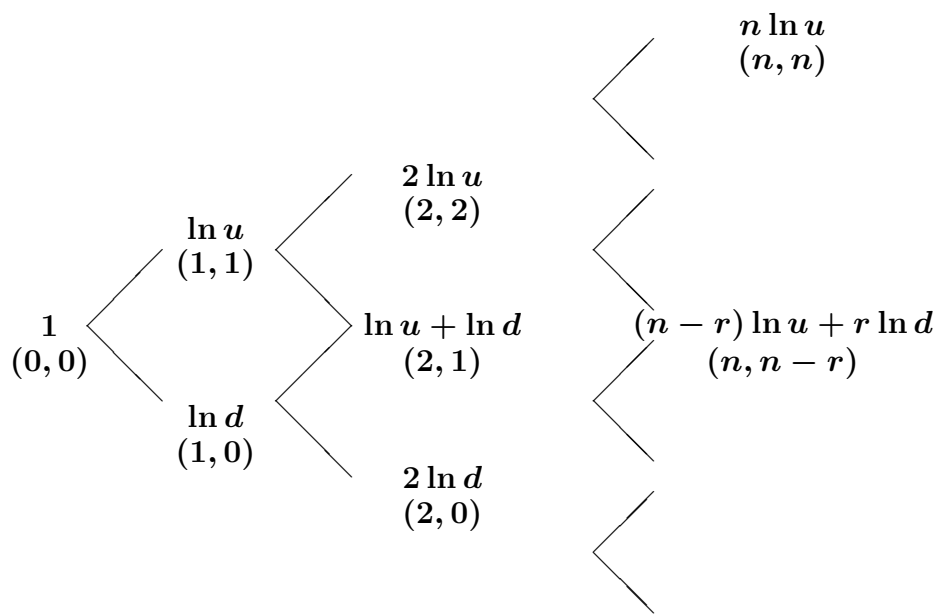 n ln u
(n, n)
2 ln u
(2, 2)
ln u
(1, 1)
1
(0, 0)
ln u + ln d
(2, 1)
(n − r) ln u + r ln d
(n, n − r)
ln d
(1, 0)
2 ln d
(2, 0)